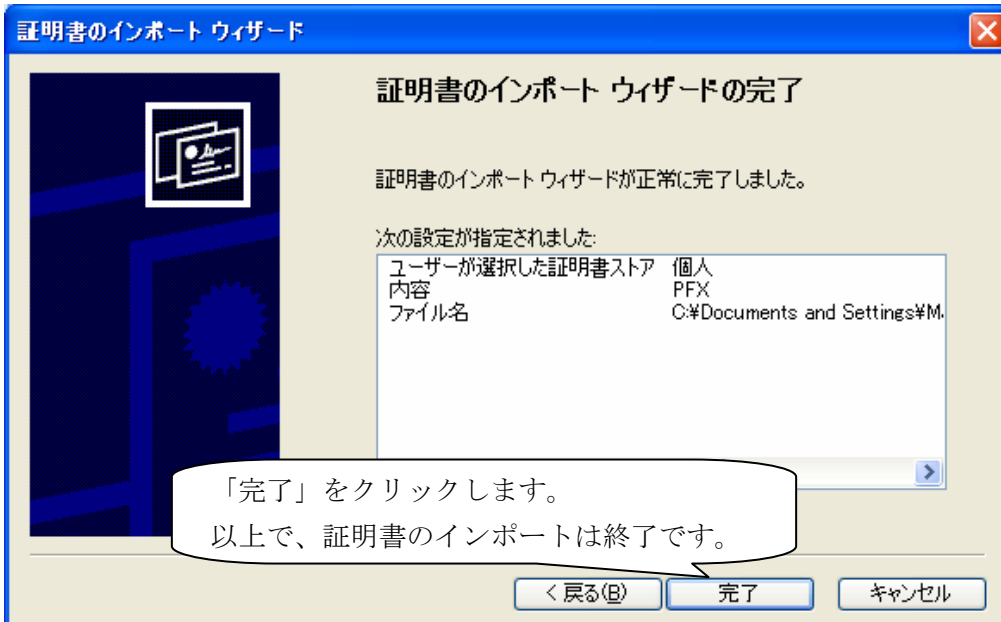 証明書のインポート ウィザード
証明書のインポート ウィザードの完了
証明書のインポート ウィザードが正常に完了しました。
次の設定が指定されました:
ユーザーが選択した証明書ストア 個人
内容 PFX
ファイル名 C:¥Documents and Settings¥M
「完了」をクリックします。
以上で、証明書のインポートは終了です。
< 戻る(B) 完了 キャンセル